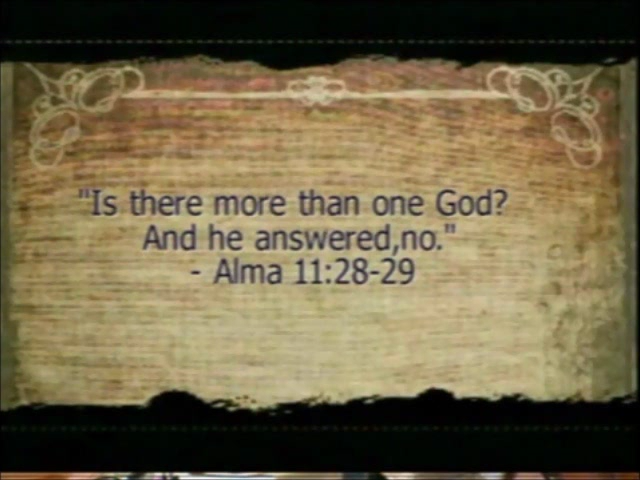 "Is there more than one God?
And he answered,no."
- Alma 11:28-29